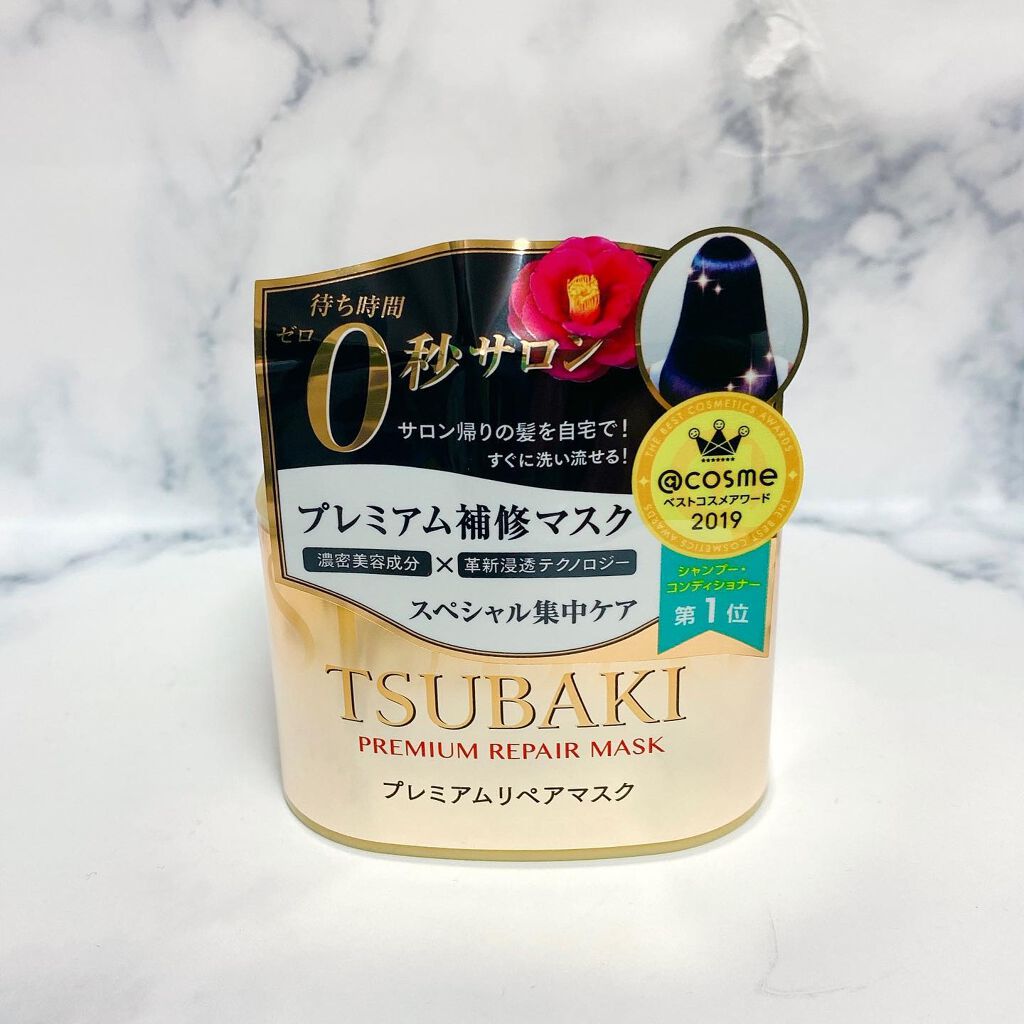 待ち時間
ゼロ
0秒サロン
サロン帰りの髪を自宅で!
すぐに洗い流せる!
プレミアム補修マスク
濃密美容成分×革新浸透テクノロジー
スペシャル集中ケア
THE BEST COSMETICS AWARDS
@cosme
ベストコスメアワード
2019
THE BEST COSMETICS AWARDS
シャンプー・
コンディショナー
第1位
TSUBAKI
PREMIUM REPAIR MASK
プレミアムリペアマスク